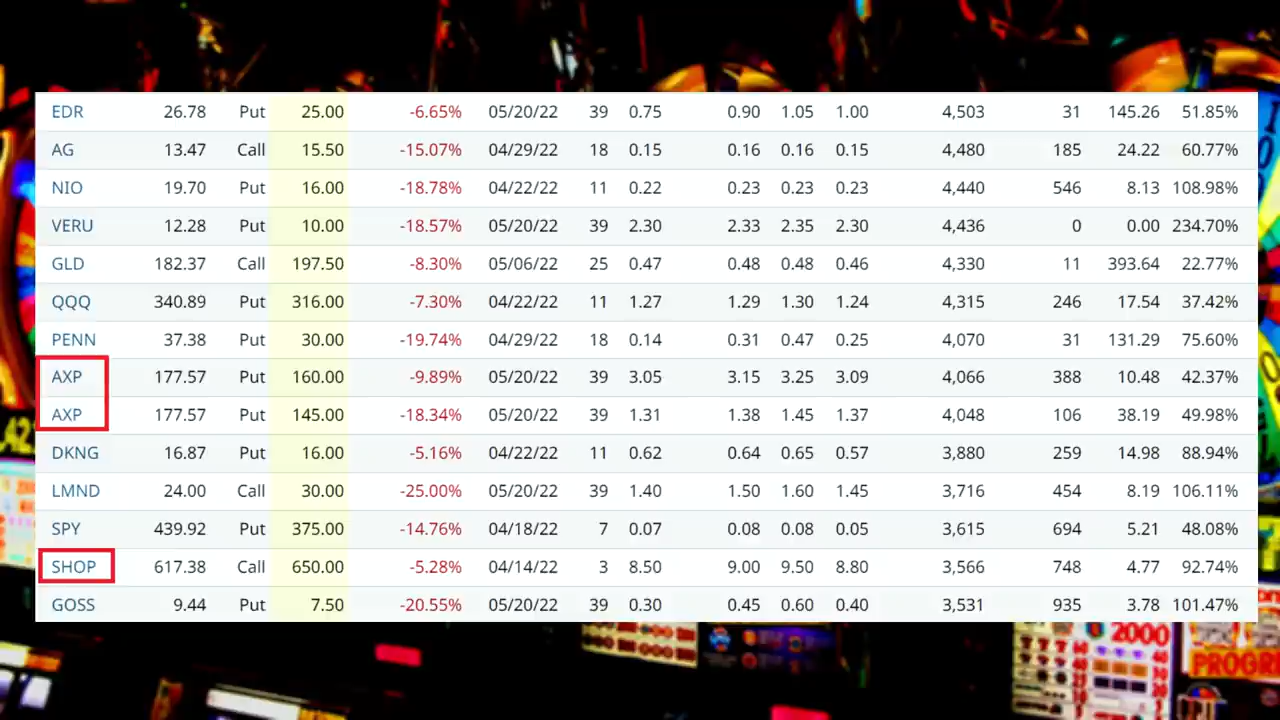 EDR 26.78 Put 25.00 -6.65% 05/20/22 39 0.75 0.90 1.05 1.00 4,503 31 145.26 51.85%
AG 13.47 Call 15.50 -15.07% 04/29/22 18 0.15 0.16 0.16 0.15 4,480 185 24.22 60.77%
NIO 19.70 Put 16.00 -18.78% 04/22/22 11 0.22 0.23 0.23 0.23 4,440 546 8.13 108.98%
VERU 12.28 Put 10.00 -18.57% 05/20/22 39 2.30 2.33 2.35 2.30 4,436 0 0.00 234.70%
GLD 182.37 Call 197.50 -8.30% 05/06/22 25 0.47 0.48 0.48 0.46 4,330 11 393.64 22.77%
QQQ 340.89 Put 316.00 -7.30% 04/22/22 11 1.27 1.29 1.30 1.24 4,315 246 17.54 37.42%
PENN 37.38 Put 30.00 -19.74% 04/29/22 18 0.14 0.31 0.47 0.25 4,070 31 131.29 75.60%
AXP 177.57 Put 160.00 -9.89% 05/20/22 39 3.05 3.15 3.25 3.09 4,066 388 10.48 42.37%
AXP 177.57 Put 145.00 -18.34% 05/20/22 39 1.31 1.38 1.45 1.37 4,048 106 38.19 49.98%
DKNG 16.87 Put 16.00 -5.16% 04/22/22 11 0.62 0.64 0.65 0.57 3,880 259 14.98 88.94%
LMND 24.00 Call 30.00 -25.00% 05/20/22 39 1.40 1.50 1.60 1.45 3,716 454 8.19 106.11%
SPY 439.92 Put 375.00 -14.76% 04/18/22 7 0.07 0.08 0.08 0.05 3,615 694 5.21 48.08%
SHOP 617.38 Call 650.00 -5.28% 04/14/22 3 8.50 9.00 9.50 8.80 3,566 748 4.77 92.74%
GOSS 9.44 Put 7.50 -20.55% 05/20/22 39 0.30 0.45 0.60 0.40 3,531 935 3.78 101.47%
2000